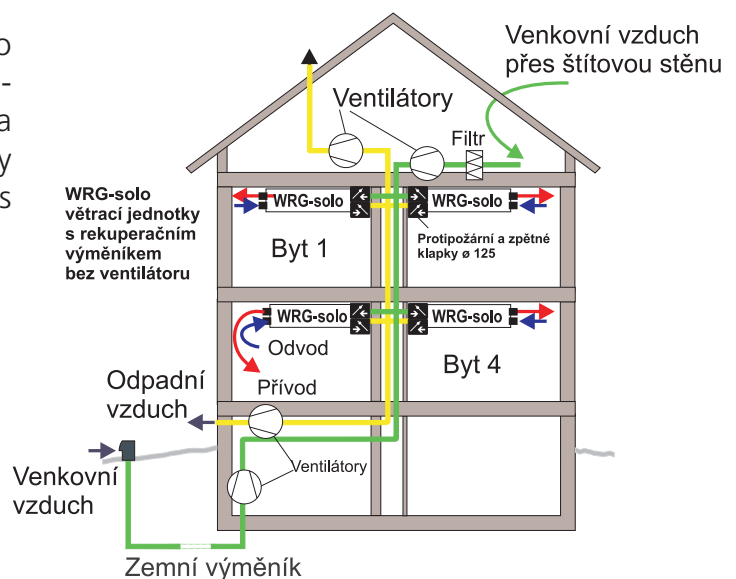 o
-
a
y
s
Venkovní vzduch
přes štítovou stěnu
Ventilátory
Filtr
WRG-solo
větrací jednotky
s rekuperačním
výměníkem
bez ventilátoru
WRG-solo
WRG-solo
Byt 1
Protipožární a zpětné
klapky ø 125
WRG-solo
WRG-solo
Odvod
Přívod
Byt 4
Odpadní
vzduch
Venkovní
vzduch
Ventilátory
Zemní výměník